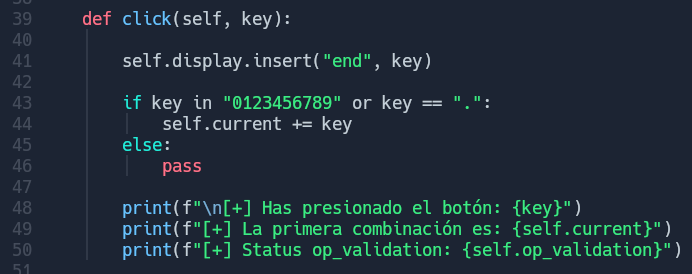 39 def click(self, key):
40
41 self.display.insert("end", key)
42
43 if key in "0123456789" or key == ".":
44 self.current += key
45 else:
46 pass
47
48 print(f"\n[+] Has presionado el botón: {key}")
49 print(f"[+] La primera combinación es: {self.current}")
50 print(f"[+] Status op_validation: {self.op_validation}")